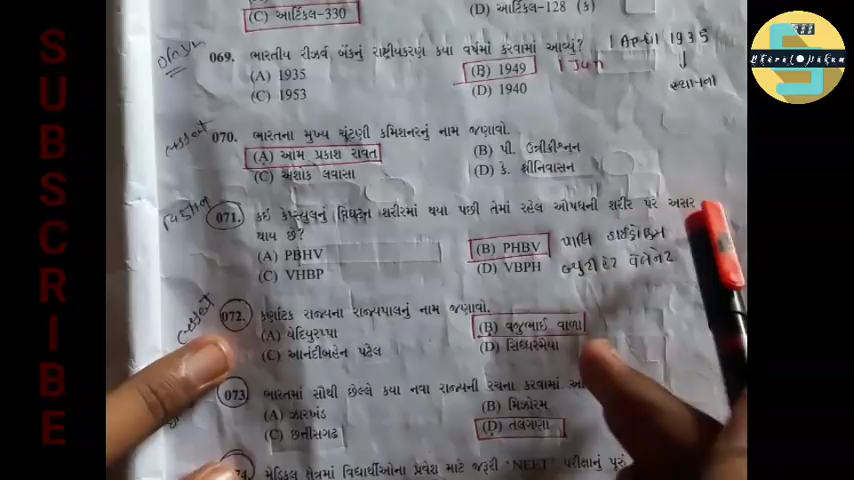 (C) આર્ટિકલ-330
(D) આર્ટિકલ-128 (ક)
069. ભારતીય રીઝર્વ બેંકનું રાષ્ટ્રીયકરણ કયા વર્ષમાં કરવામાં આવ્યું?
1 April 1935
(A) 1935
(B) 1949
1 Jan
(C) 1953
(D) 1940
સ્થાપના
070. ભારતના મુખ્ય ચૂંટણી કમિશનરનું નામ જણાવો.
(A) ઓમ પ્રકાશ રાવત
(B) પી. ઉન્નીક્રીશ્નન
(C) અશોક લવાસા
(D) કે. શ્રીનિવાસન
વિજ્ઞાન
071. કઈ કેપ્સ્યુલનું વિઘટન શરીરમાં થયા પછી તેમાં રહેલ ઔષધની શરીર પર અસર
થાય છે?
(A) PBHV
(B) PHBV
પાલિ હાઈડ્રોક્સિ
(C) VHBP
(D) VBPH
બ્યુટીરેટ વેલેરેટ
072. કર્ણાટક રાજ્યના રાજ્યપાલનું નામ જણાવો.
(A) યેદિયુરપ્પા
(B) વજુભાઈ વાળા
(C) આનંદીબહેન પટેલ
(D) સિધ્ધરમૈયા
073. ભારતમાં સૌથી છેલ્લે કયા નવા રાજ્યની રચના કરવામાં
(A) ઝારખંડ
(B) મિઝોરમ
(C) છત્તીસગઢ
(D) તેલંગણા
મેડિકલ ક્ષેત્રમાં વિદ્યાર્થીઓના પ્રવેશ માટે જરૂરી 'NEET' પરીક્ષાનું પૂરું
SUBSCRIBE